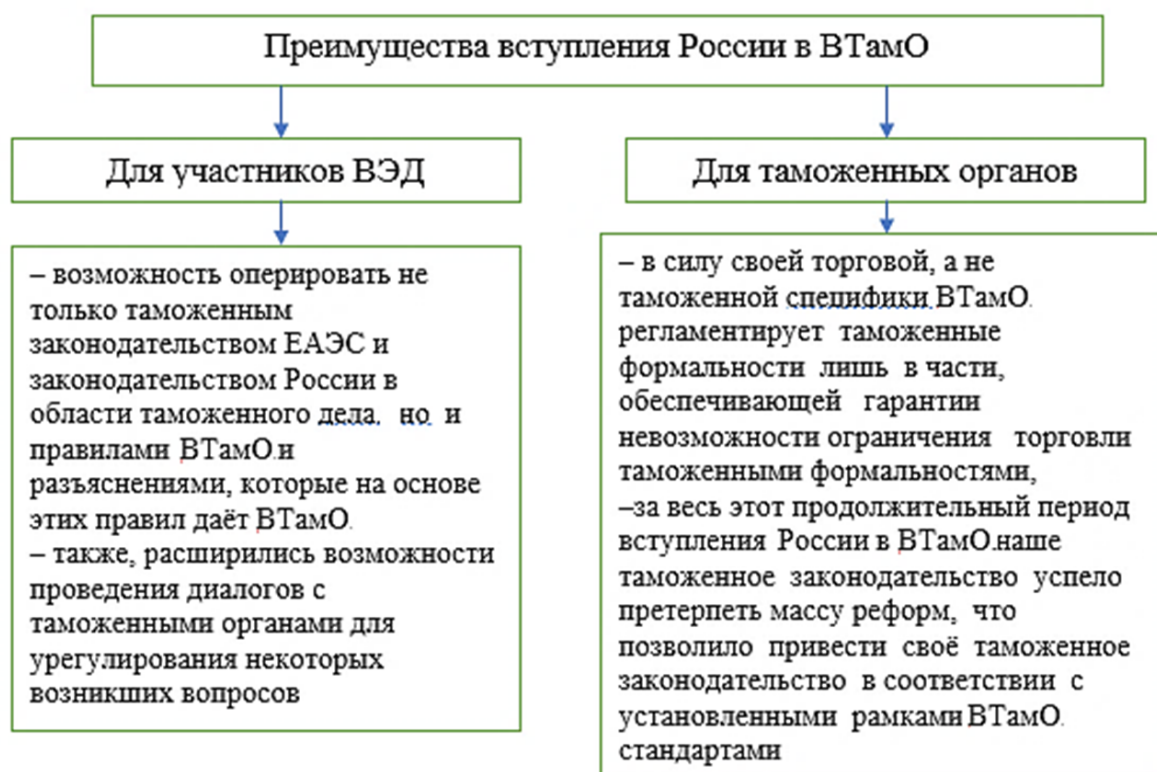 Преимущества вступления России в ВТамО
Для участников ВЭД
– возможность оперировать не
только таможенным
законодательством ЕАЭС и
законодательством России в
области таможенного дела, но и
правилами ВТамО.и
разъяснениями, которые на основе
этих правил даёт ВТамО.
– также, расширились возможности
проведения диалогов с
таможенными органами для
урегулирования некоторых
возникших вопросов
Для таможенных органов
– в силу своей торговой, а не
таможенной специфики ВТамО.
регламентирует таможенные
формальности лишь в части,
обеспечивающей гарантии
невозможности ограничения торговли
таможенными формальностями,
–за весь этот продолжительный период
вступления России в ВТамО.наше
таможенное законодательство успело
претерпеть массу реформ, что
позволило привести своё таможенное
законодательство в соответствии с
установленными рамками ВТамО.
стандартами